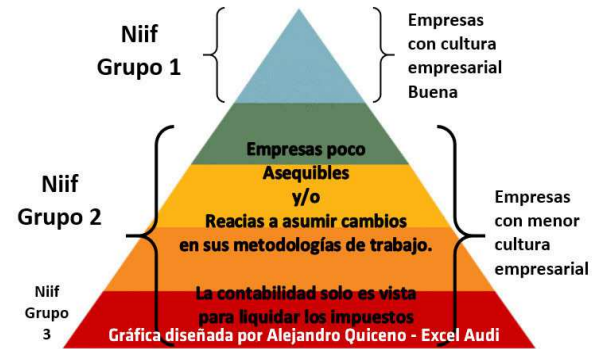 Niif
Grupo 1
Empresas
con cultura
empresarial
Buena
Empresas poco
Asequibles
y/o
Reacias a asumir cambios
en sus metodologías de trabajo.
Niif
Grupo 2
Empresas
con menor
cultura
empresarial
La contabilidad solo es vista
para liquidar los impuestos
Niif
Grupo
3
Gráfica diseñada por Alejandro Quiceno - Excel Audi